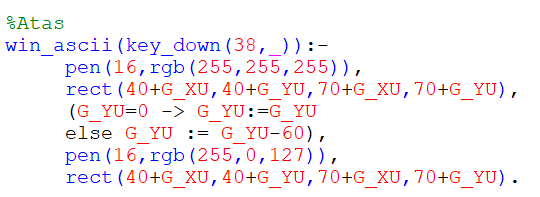 %Atas
win_ascii(key_down(38,_)):-
pen(16,rgb(255,255,255)),
rect(40+G_XU,40+G_YU,70+G_XU,70+G_YU),
(G_YU=0 -> G_YU:=G_YU
else G_YU := G_YU-60),
pen(16,rgb(255,0,127)),
rect(40+G_XU,40+G_YU,70+G_XU,70+G_YU).